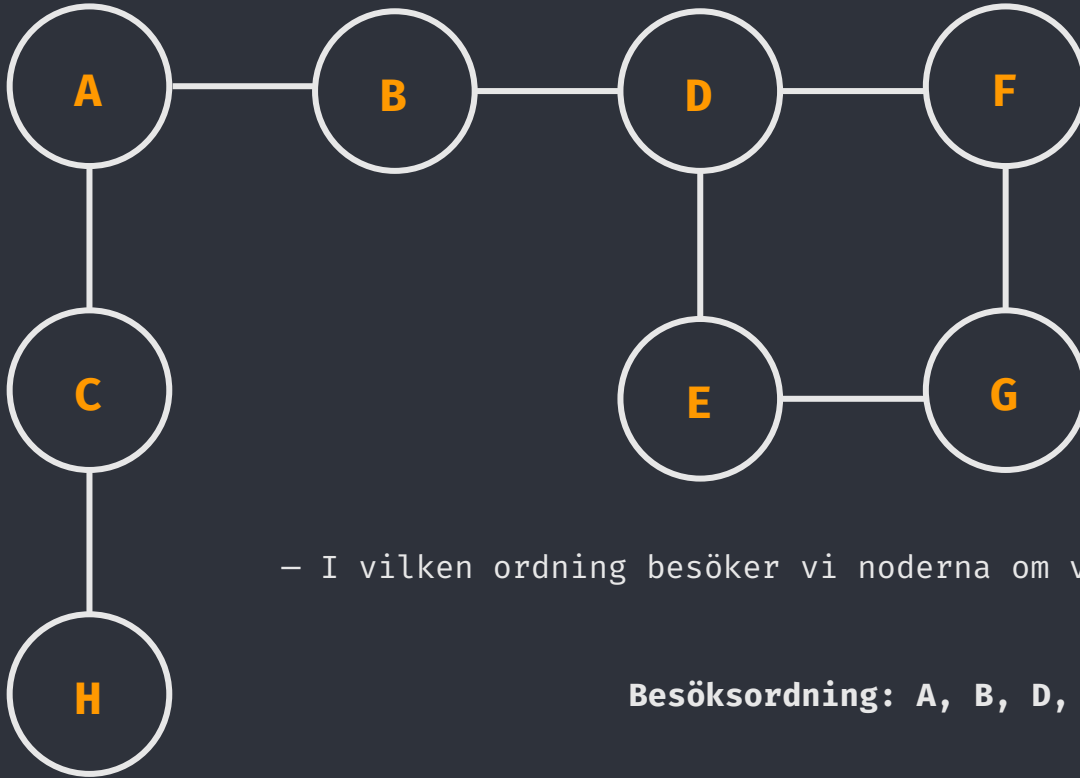 A B D F
C E G
– I vilken ordning besöker vi noderna om
H
Besöksordning: A, B, D,